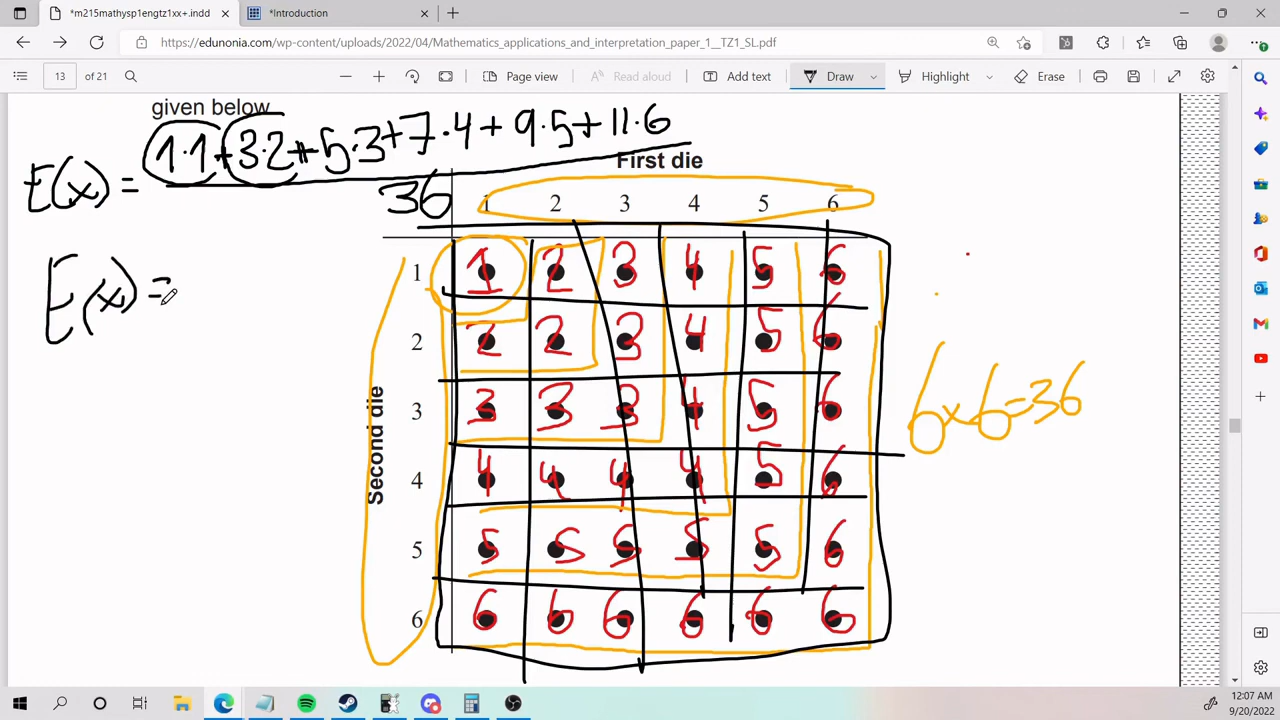 *m215mathysp1engtz1xx+.indd
*Introduction
https://edunonia.com/wp-content/uploads/2022/04/Mathematics_applications_and_interpretation_paper_1__TZ1_SL.pdf
13 of 21
Page view
Read aloud
Add text
Draw
Highlight
Erase
given below
E(x) = 1·1+3·2+5·3+7·4+9·5+11·6
36
First die
1 2 3 4 5 6
1 1 2 3 4 5 6
E(x) =
2 2 2 3 4 5 6
Second die
3 3 3 3 4 5 6
6x6=36
4 4 4 4 4 5 6
5 5 5 5 5 5 6
6 6 6 6 6 6 6
12:07 AM
9/20/2022